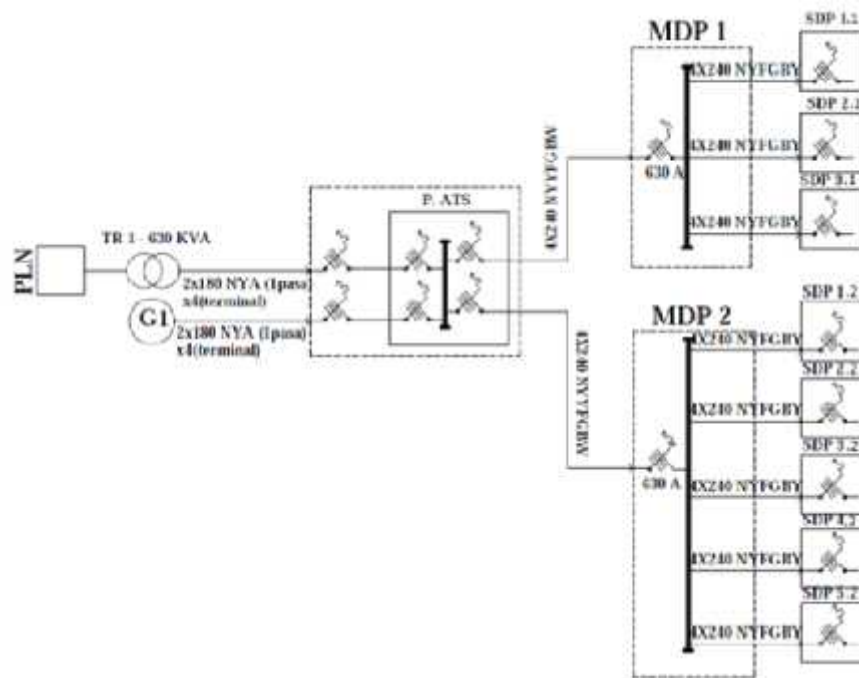 PLN
TR 1 - 630 KVA
2x180 NYA (1pasa)
x4(terminal)
G1
2x180 NYA (1pasa)
x4(terminal)
P. ATS
4X240 NYYFGBW
4X240 NYYFGBW
MDP 1
630 A
4X240 NYFGBY
4X240 NYFGBY
4X240 NYFGBY
SDP 1.1
SDP 2.1
SDP 3.1
MDP 2
630 A
4X240 NYFGBY
4X240 NYFGBY
4X240 NYFGBY
4X240 NYFGBY
4X240 NYFGBY
SDP 1.2
SDP 2.2
SDP 3.2
SDP 4.2
SDP 5.2